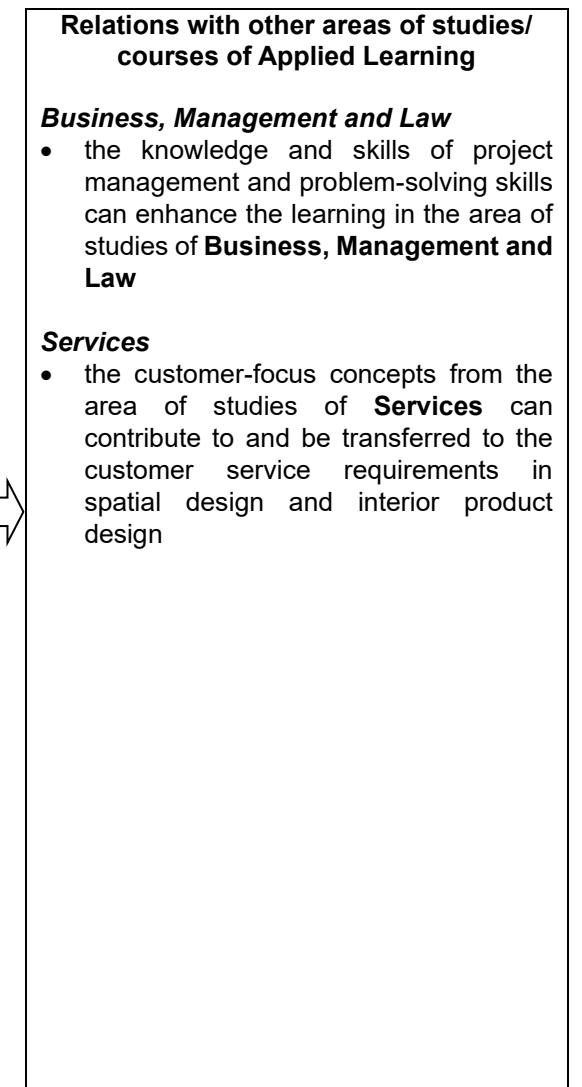 Relations with other areas of studies/
courses of Applied Learning
Business, Management and Law
• the knowledge and skills of project
management and problem-solving skills
can enhance the learning in the area of
studies of Business, Management and
Law
Services
• the customer-focus concepts from the
area of studies of Services can
contribute to and be transferred to the
customer service requirements in
spatial design and interior product
design